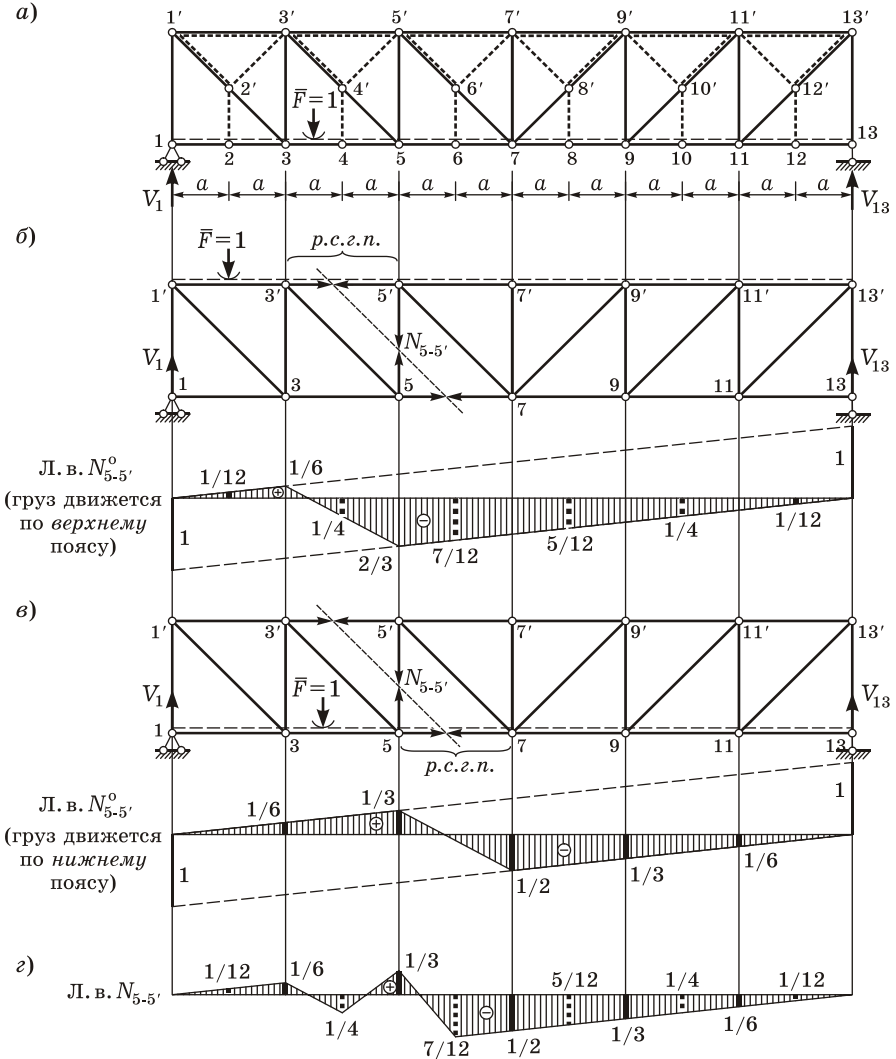 а)
1′ 3′ 5′ 7′ 9′ 11′ 13′
2′ 4′ 6′ 8′ 10′ 12′
F̄=1
1 2 3 4 5 6 7 8 9 10 11 12 13
a a a a a a a a a a a a
V₁ V₁₃
б)
F̄=1 р.с.г.п.
1′ 3′ 5′ 7′ 9′ 11′ 13′
V₁ N₅₋₅′ V₁₃
1 3 5 7 9 11 13
Л. в. N⁰₅₋₅′
(груз движется
по верхнему
поясу)
1/12 1/6 1
1/4 7/12 5/12 1/4 1/12
1 2/3
в)
1′ 3′ 5′ 7′ 9′ 11′ 13′
V₁ F̄=1 N₅₋₅′ V₁₃
1 3 5 7 9 11 13
р.с.г.п.
Л. в. N⁰₅₋₅′
(груз движется
по нижнему
поясу)
1/6 1/3 1
1 1/2 1/3 1/6
г)
Л. в. N₅₋₅′
1/12 1/6 1/3 5/12 1/4 1/12
1/4 7/12 1/2 1/3 1/6